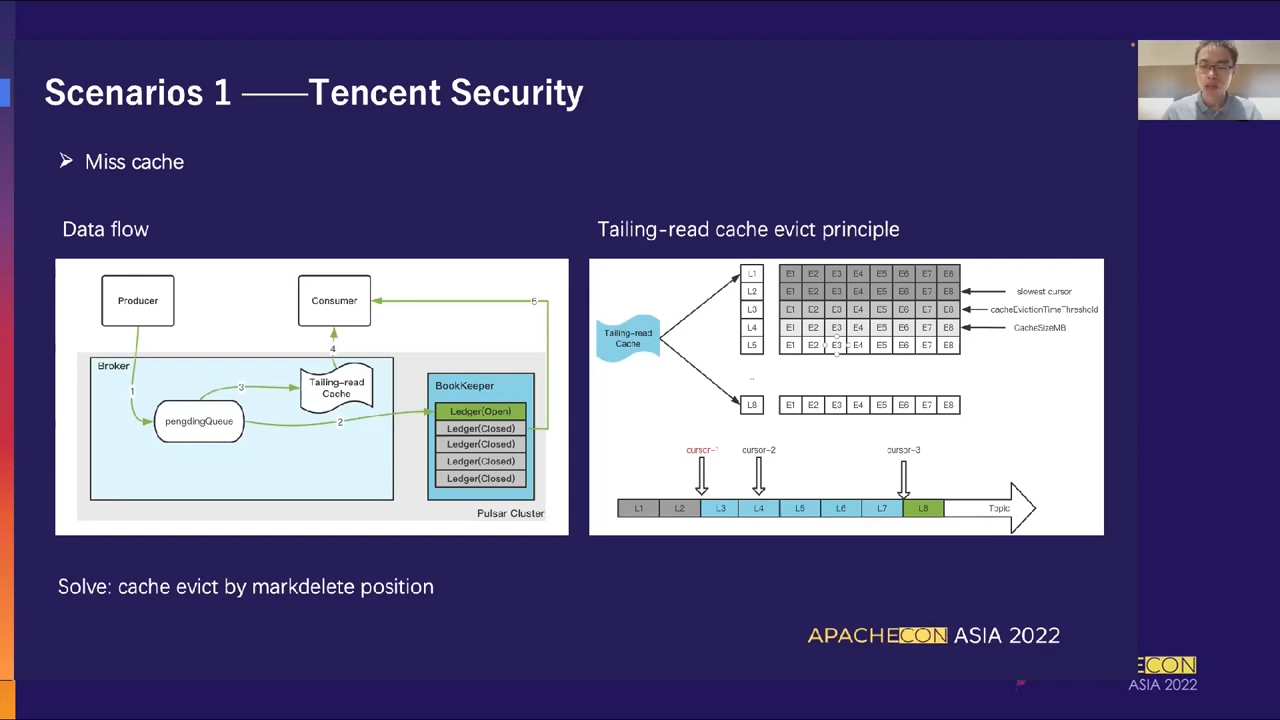 Scenarios 1 ——Tencent Security
➢ Miss cache
Data flow
Producer
Consumer
5
4
Broker
1
3
Tailing-read
Cache
pengdingQueue
2
BookKeeper
Ledger(Open)
Ledger(Closed)
Ledger(Closed)
Ledger(Closed)
Ledger(Closed)
Pulsar Cluster
Tailing-read cache evict principle
Tailing-read
Cache
L1 E1 E2 E3 E4 E5 E6 E7 E8
L2 E1 E2 E3 E4 E5 E6 E7 E8 slowest cursor
L3 E1 E2 E3 E4 E5 E6 E7 E8 cacheEvictionTimeThreshold
L4 E1 E2 E3 E4 E5 E6 E7 E8 CacheSizeMB
L5 E1 E2 E3 E4 E5 E6 E7 E8
..
L8 E1 E2 E3 E4 E5 E6 E7 E8
cursor-1 cursor-2 cursor-3
L1 L2 L3 L4 L5 L6 L7 L8 Topic
Solve: cache evict by markdelete position
APACHECON ASIA 2022
ECON
ASIA 2022